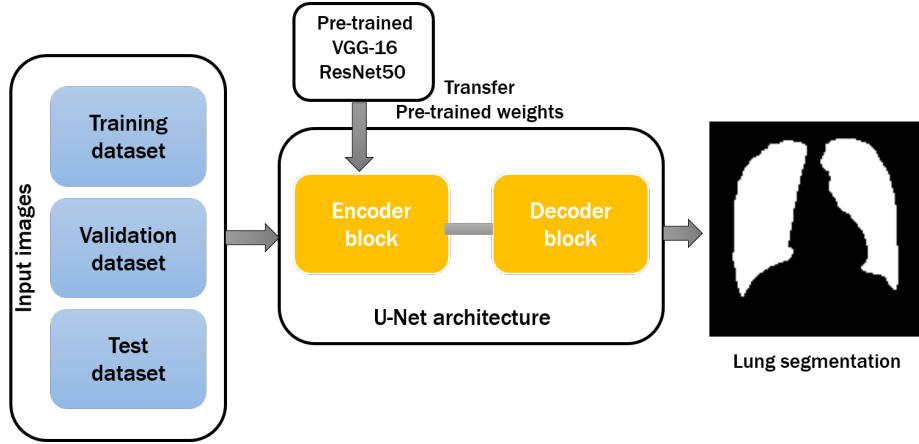 Input images
Training
dataset
Validation
dataset
Test
dataset
Pre-trained
VGG-16
ResNet50
Transfer
Pre-trained weights
Encoder
block
Decoder
block
U-Net architecture
Lung segmentation